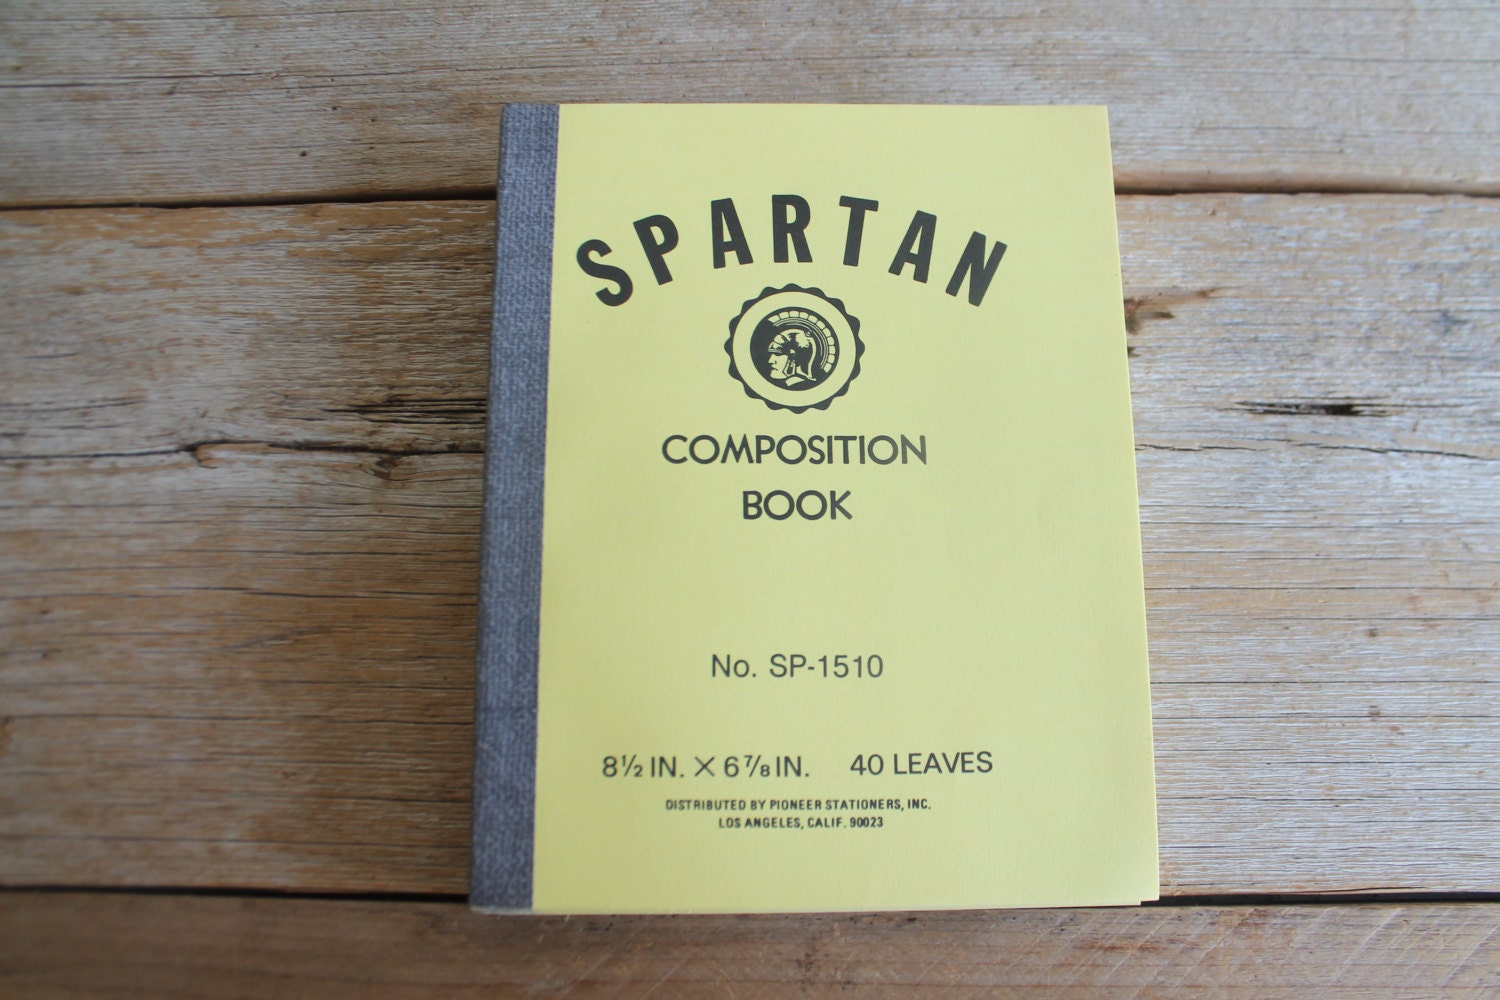 SPARTAN
COMPOSITION
BOOK
No. SP-1510
8½ IN. X 6⅞ IN. 40 LEAVES
DISTRIBUTED BY PIONEER STATIONERS, INC.
LOS ANGELES, CALIF. 90023